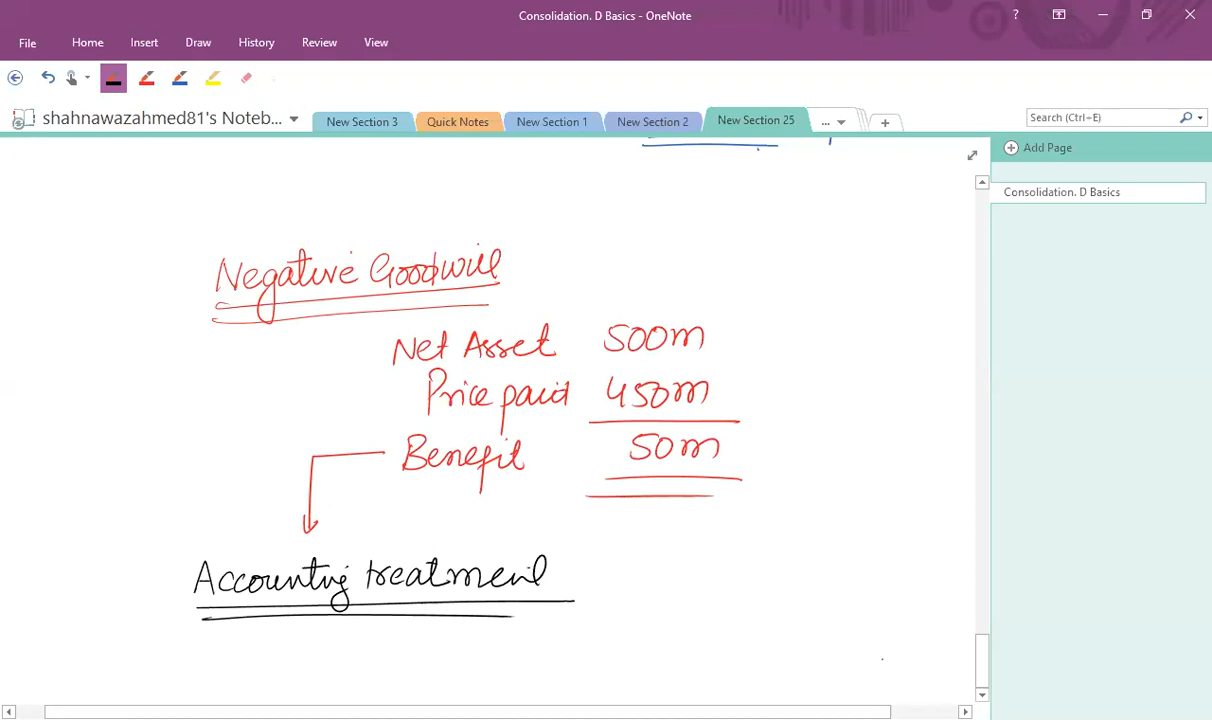 Consolidation. D Basics - OneNote
?
File Home Insert Draw History Review View
shahnawazahmed81's Noteb... New Section 3 Quick Notes New Section 1 New Section 2 New Section 25 ... + Search (Ctrl+E)
Add Page
Consolidation. D Basics
Negative Goodwill
Net Asset 500m
Price paid 450m
Benefit 50m
Accounting treatment